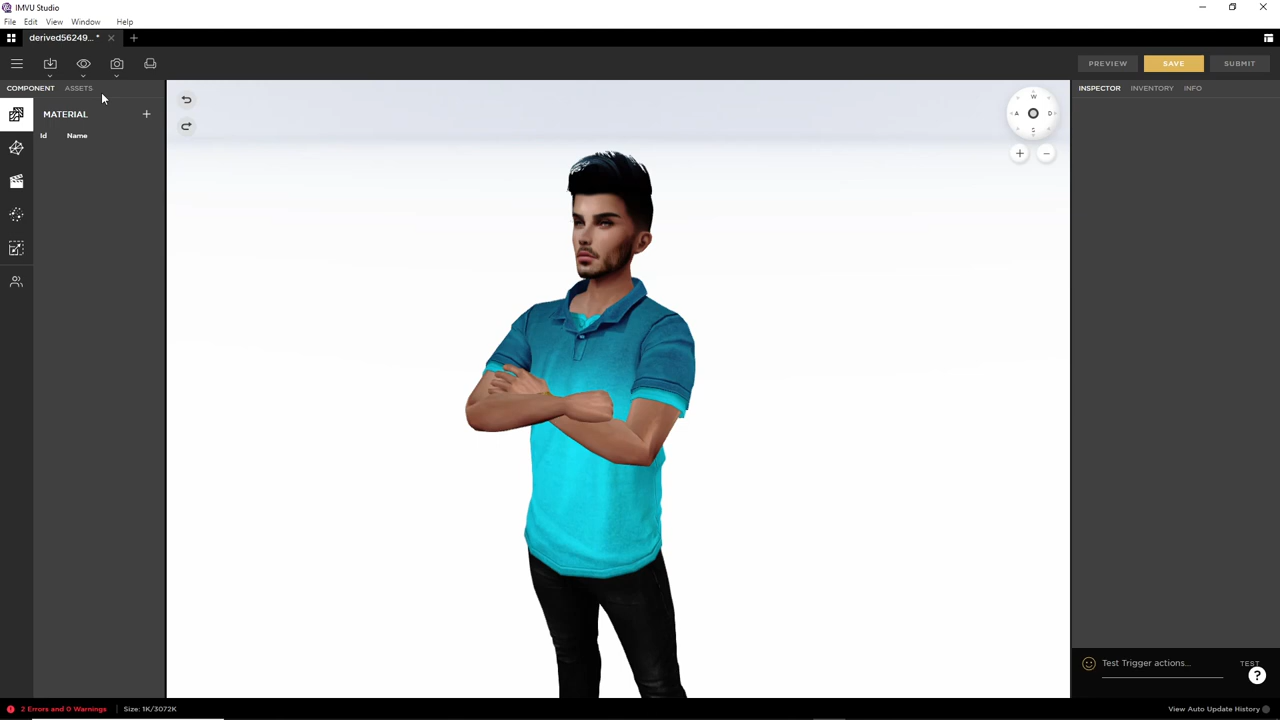 IMVU Studio
File Edit View Window Help
derived56249... *
PREVIEW SAVE SUBMIT
COMPONENT ASSETS
INSPECTOR INVENTORY INFO
MATERIAL
Id Name
W
A D
S
Test Trigger actions...
TEST
?
2 Errors and 0 Warnings
Size: 1K/3072K
View Auto Update History